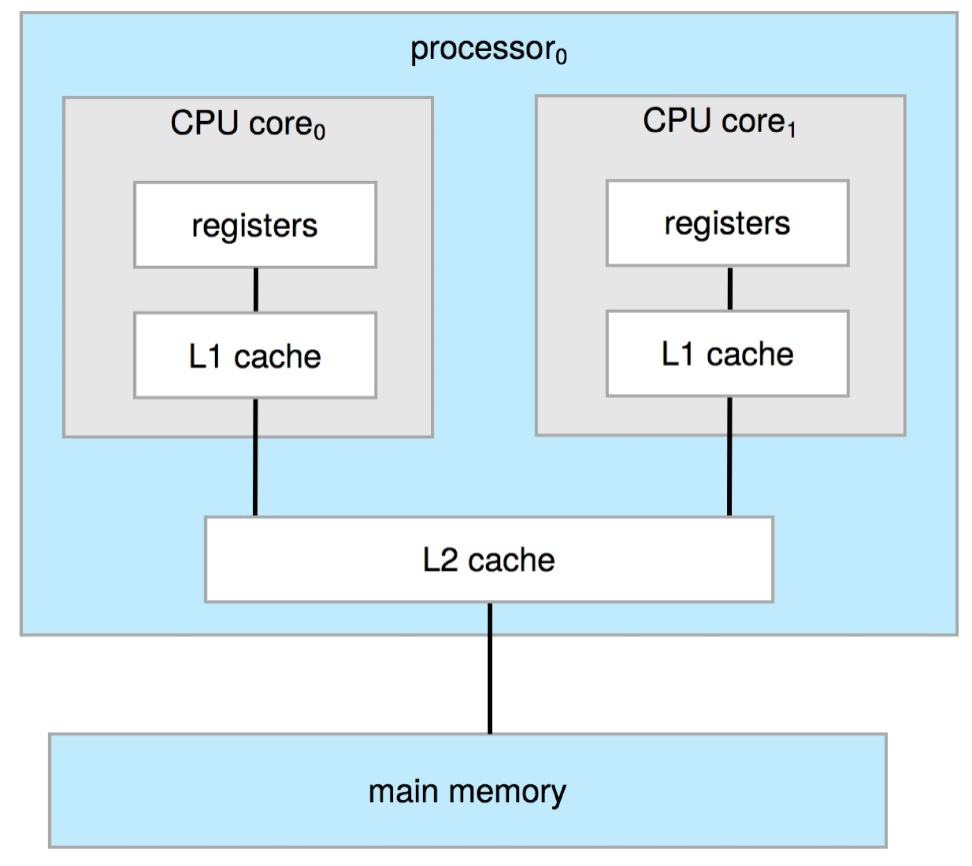 processor₀
CPU core₀
registers
L1 cache
CPU core₁
registers
L1 cache
L2 cache
main memory